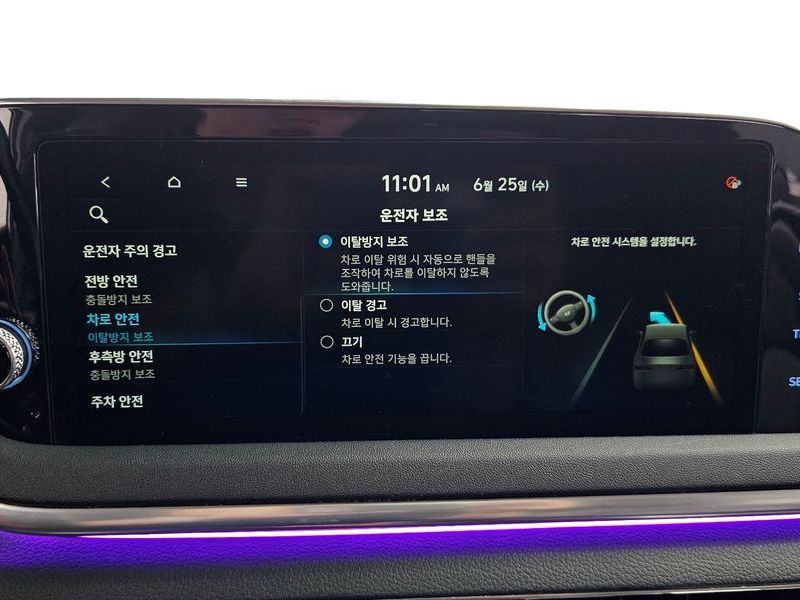 11:01 AM 6월 25일 (수)
운전자 보조
운전자 주의 경고
전방 안전
충돌방지 보조
차로 안전
이탈방지 보조
후측방 안전
충돌방지 보조
주차 안전
이탈방지 보조
차로 이탈 위험 시 자동으로 핸들을
조작하여 차로를 이탈하지 않도록
도와줍니다.
이탈 경고
차로 이탈 시 경고합니다.
끄기
차로 안전 기능을 끕니다.
차로 안전 시스템을 설정합니다.